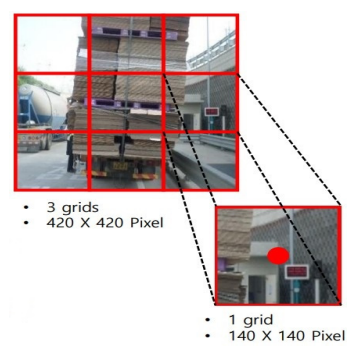 • 3 grids
• 420 X 420 Pixel
• 1 grid
• 140 X 140 Pixel